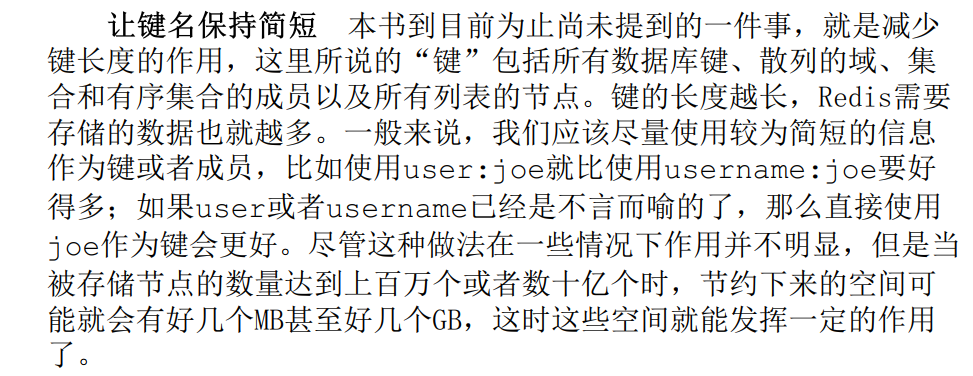 让键名保持简短 本书到目前为止尚未提到的一件事，就是减少
键长度的作用，这里所说的“键”包括所有数据库键、散列的域、集
合和有序集合的成员以及所有列表的节点。键的长度越长，Redis需要
存储的数据也就越多。一般来说，我们应该尽量使用较为简短的信息
作为键或者成员，比如使用user:joe就比使用username:joe要好
得多；如果user或者username已经是不言而喻的了，那么直接使用
joe作为键会更好。尽管这种做法在一些情况下作用并不明显，但是当
被存储节点的数量达到上百万个或者数十亿个时，节约下来的空间可
能就会有好几个MB甚至好几个GB，这时这些空间就能发挥一定的作用
了。